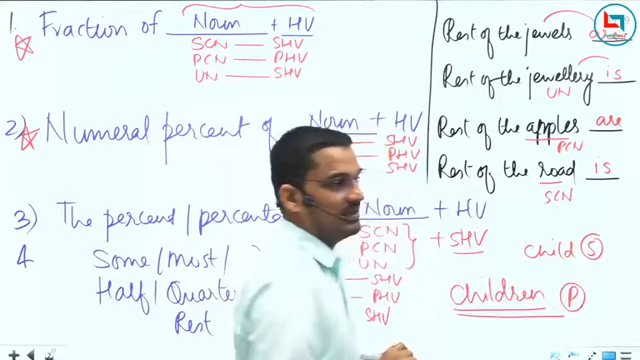 1. Fraction of Noun + HV
SCN — SHV
PCN — PHV
UN — SHV
2) Numeral percent of Noun + HV
SHV
PHV
SHV
3) The percent / percenta Noun + HV
SCN
PCN
UN
+ SHV
4 Some / Most /
Half / Quarte
Rest
— SHV
— PHV
SHV
Rest of the jewels
Rest of the jewellery is
UN
Rest of the apples are
PCN
Rest of the road is
SCN
Child S
Children P